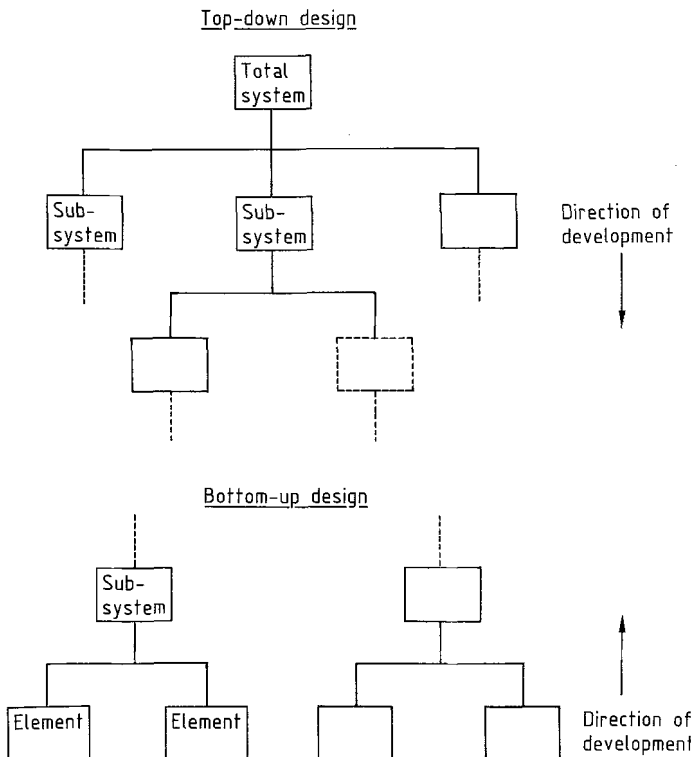 Top-down design
Total
system
Sub-
system
Sub-
system
Direction of
development
Bottom-up design
Sub-
system
Element
Element
Direction of
development